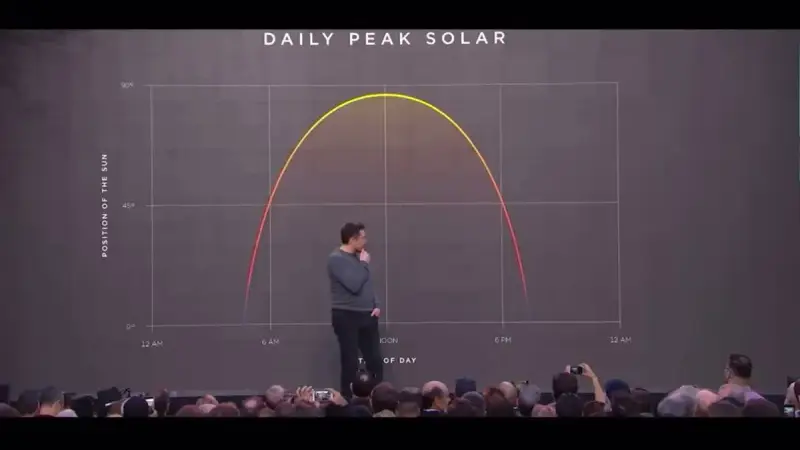 DAILY PEAK SOLAR
90°
POSITION OF THE SUN
45°
0°
12 AM
6 AM
6 PM
12 AM
OF DAY